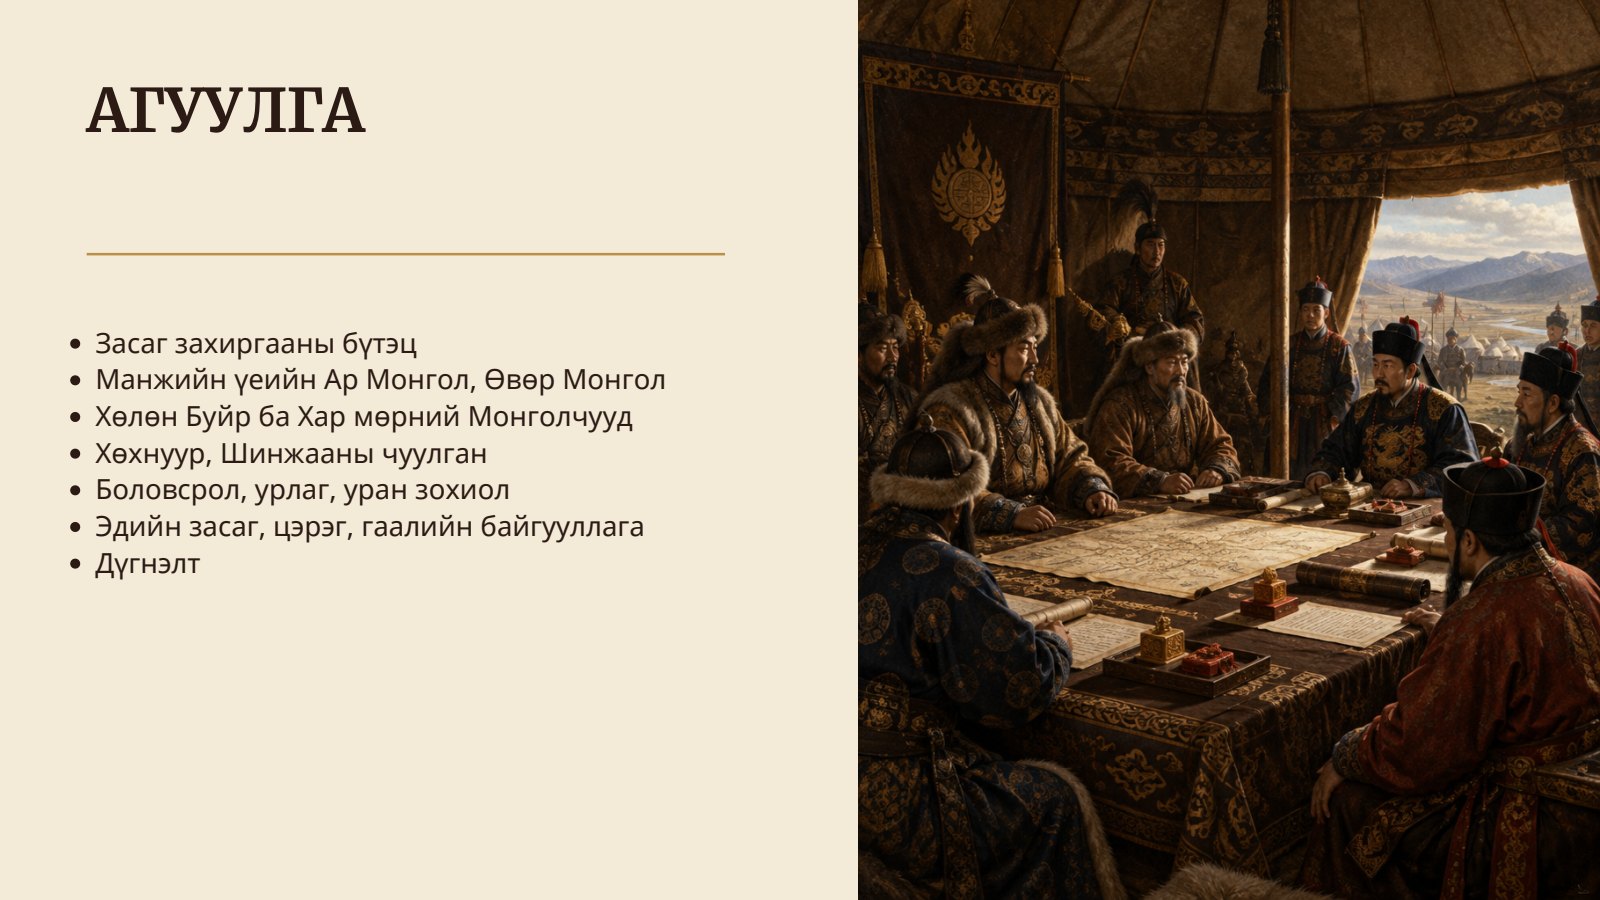 АГУУЛГА
Засаг захиргааны бүтэц
Манжийн үеийн Ар Монгол, Өвөр Монгол
Хөлөн Буйр ба Хар мөрний Монголчууд
Хөхнуур, Шинжааны чуулган
Боловсрол, урлаг, уран зохиол
Эдийн засаг, цэрэг, гаалийн байгууллага
Дүгнэлт